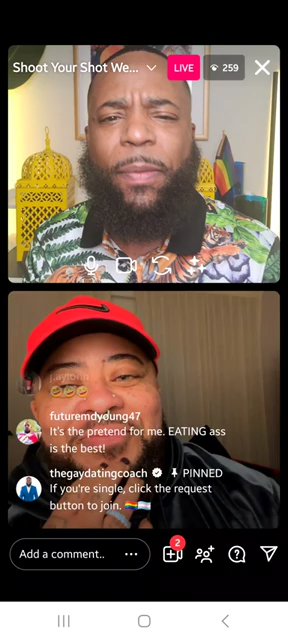 Shoot Your Shot We...
LIVE
259
😂😂😂
futuremdyoung47
It's the pretend for me. EATING ass
is the best!
thegaydatingcoach PINNED
If you're single, click the request
button to join. 🏳️‍🌈🏳️‍⚧️
2
Add a comment..